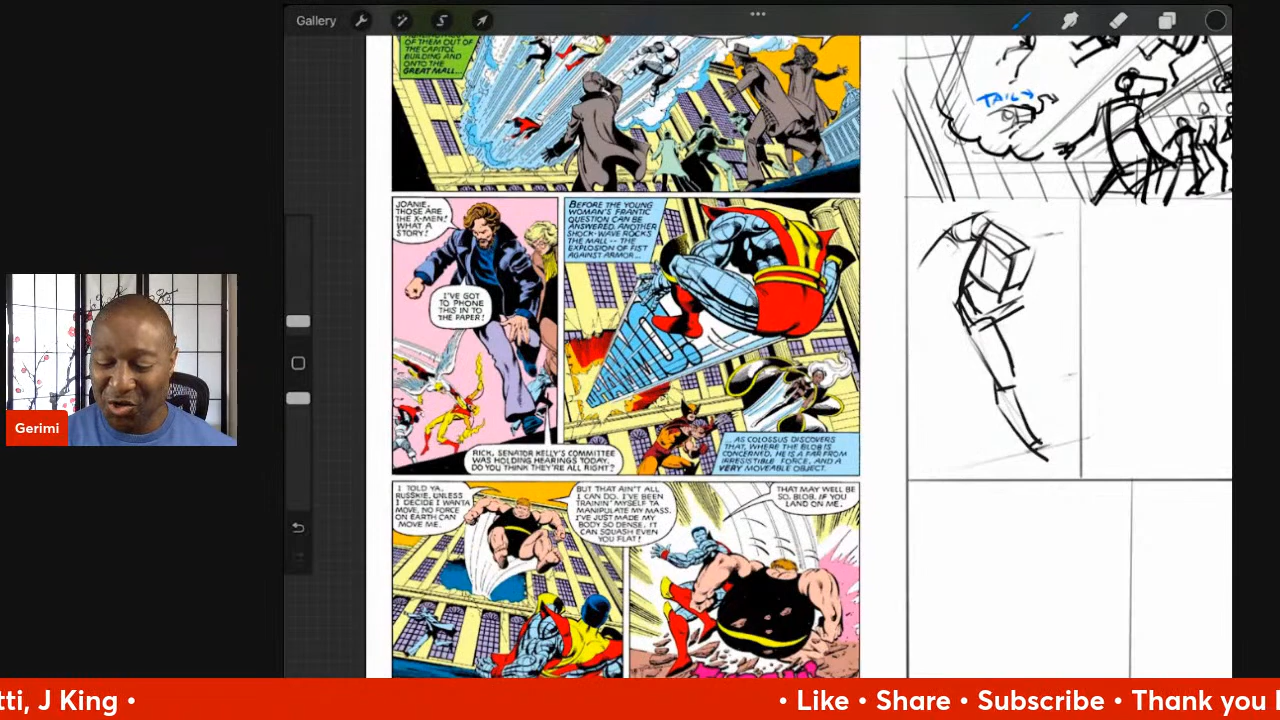 Gallery
OF THEM OUT OF
THE CAPITOL
BUILDING AND
ONTO THE
GREAT MALL...
TAIL→
JOANIE,
THOSE ARE
THE X-MEN!
WHAT A
STORY!
I'VE GOT
TO PHONE
THIS IN TO
THE PAPER!
RICK, SENATOR KELLY'S COMMITTEE
WAS HOLDING HEARINGS TODAY.
DO YOU THINK THEY'RE ALL RIGHT?
BEFORE THE YOUNG
WOMAN'S FRANTIC
QUESTION CAN BE
ANSWERED, ANOTHER
SHOCK-WAVE ROCKS
THE MALL -- THE
EXPLOSION OF FIST
AGAINST ARMOR...
...AS COLOSSUS DISCOVERS
THAT, WHERE THE BLOB IS
CONCERNED, HE IS A FAR FROM
IRRESISTIBLE FORCE, AND A
VERY MOVEABLE OBJECT.
I TOLD YA,
RUSSKIE, UNLESS
I DECIDE I WANTA
MOVE, NO FORCE
ON EARTH CAN
MOVE ME.
BUT THAT AIN'T ALL
I CAN DO. I'VE BEEN
TRAININ' MYSELF TA
MANIPULATE MY MASS.
I'VE JUST MADE MY
BODY SO DENSE, IT
CAN SQUASH EVEN
YOU FLAT!
THAT MAY WELL BE
SO, BLOB. IF YOU
LAND ON ME.
Gerimi
tti, J King •
• Like • Share • Subscribe • Thank you